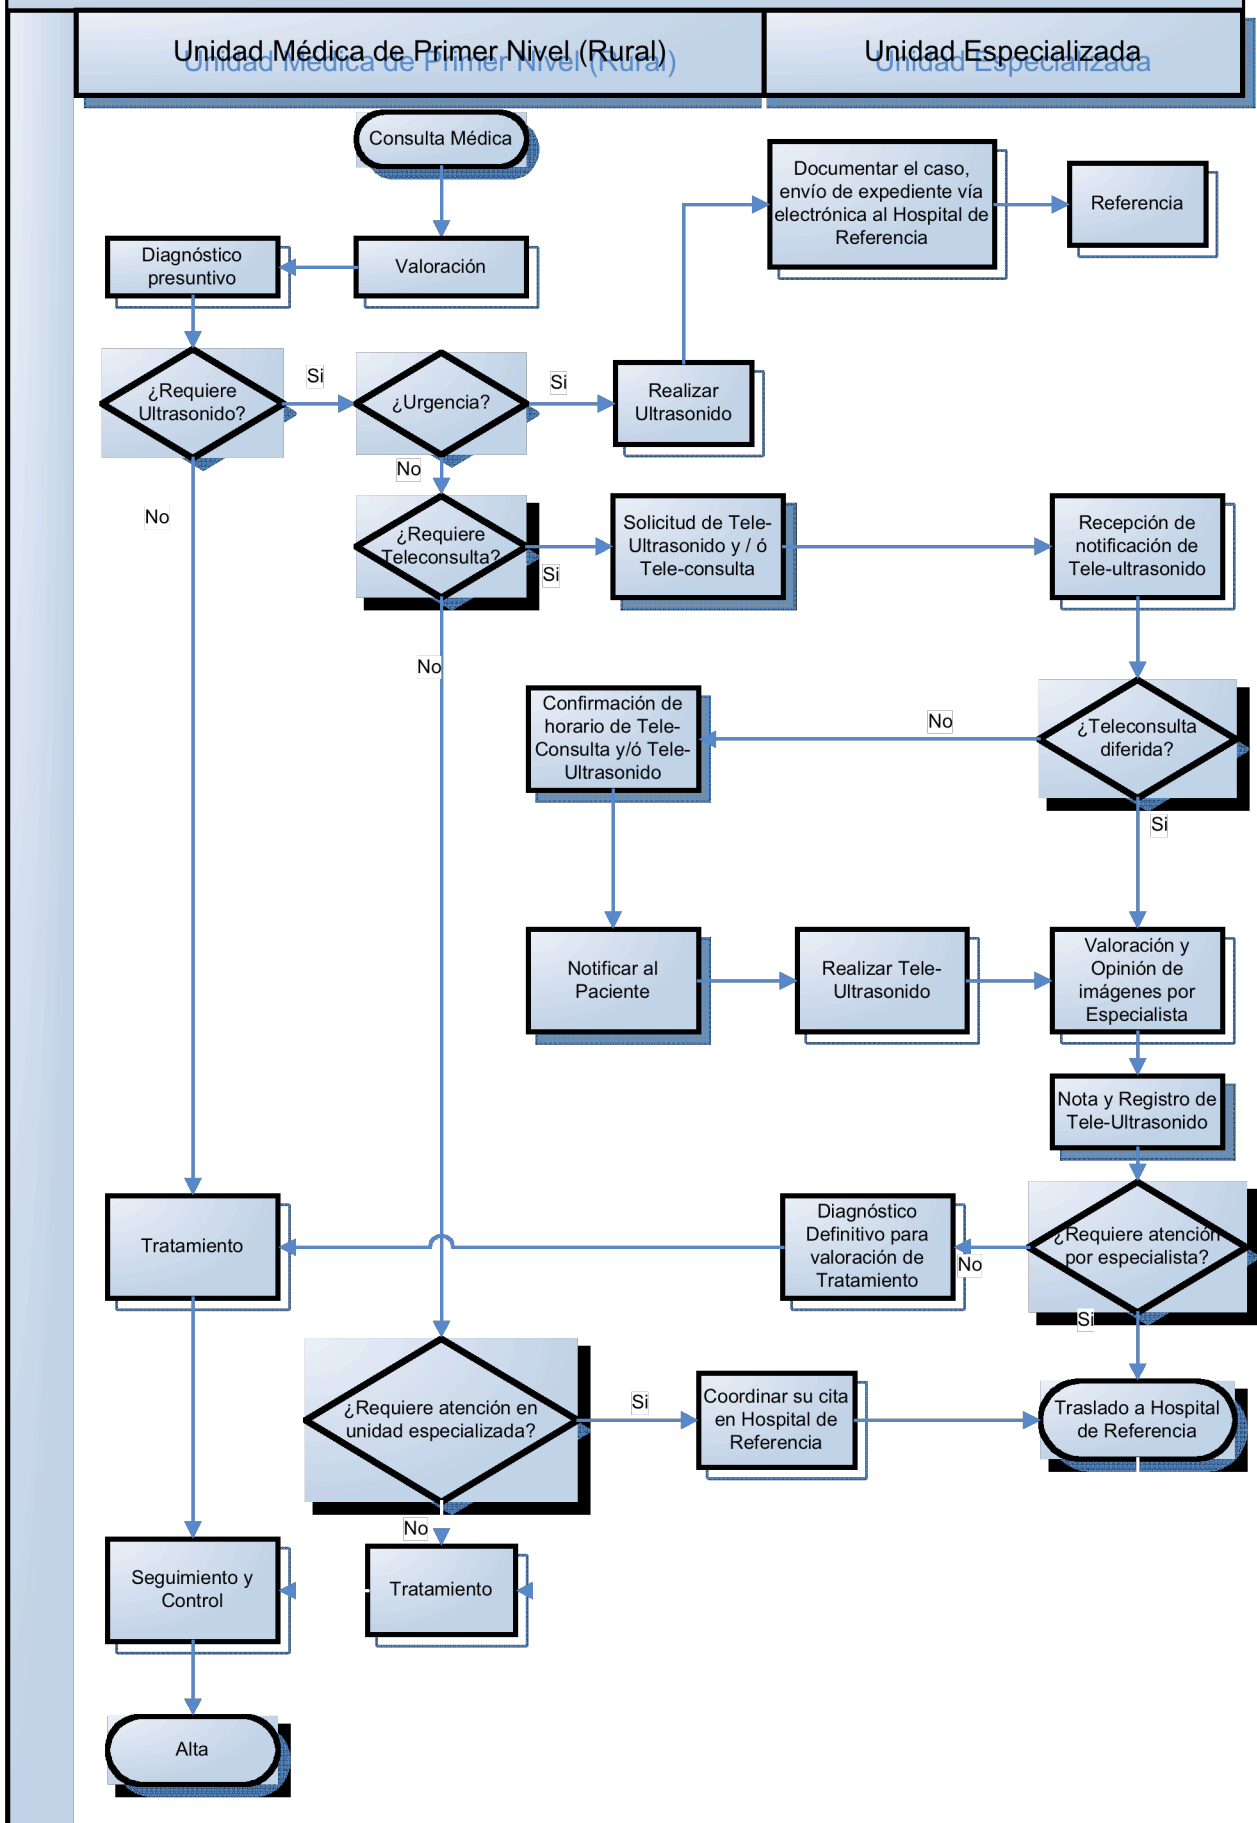 Unidad Médica de Primer Nivel (Rural)
Unidad Especializada
Consulta Médica
Documentar el caso,
envío de expediente vía
electrónica al Hospital de
Referencia
Referencia
Diagnóstico
presuntivo
Valoración
¿Requiere
Ultrasonido?
Si
¿Urgencia?
Si
Realizar
Ultrasonido
No
No
¿Requiere
Teleconsulta?
Si
Solicitud de Tele-
Ultrasonido y / ó
Tele-consulta
Recepción de
notificación de
Tele-ultrasonido
No
Confirmación de
horario de Tele-
Consulta y/ó Tele-
Ultrasonido
No
¿Teleconsulta
diferida?
Si
Notificar al
Paciente
Realizar Tele-
Ultrasonido
Valoración y
Opinión de
imágenes por
Especialista
Nota y Registro de
Tele-Ultrasonido
Tratamiento
Diagnóstico
Definitivo para
valoración de
Tratamiento
No
¿Requiere atención
por especialista?
Si
¿Requiere atención en
unidad especializada?
Si
Coordinar su cita
en Hospital de
Referencia
Traslado a Hospital
de Referencia
No
Seguimiento y
Control
Tratamiento
Alta